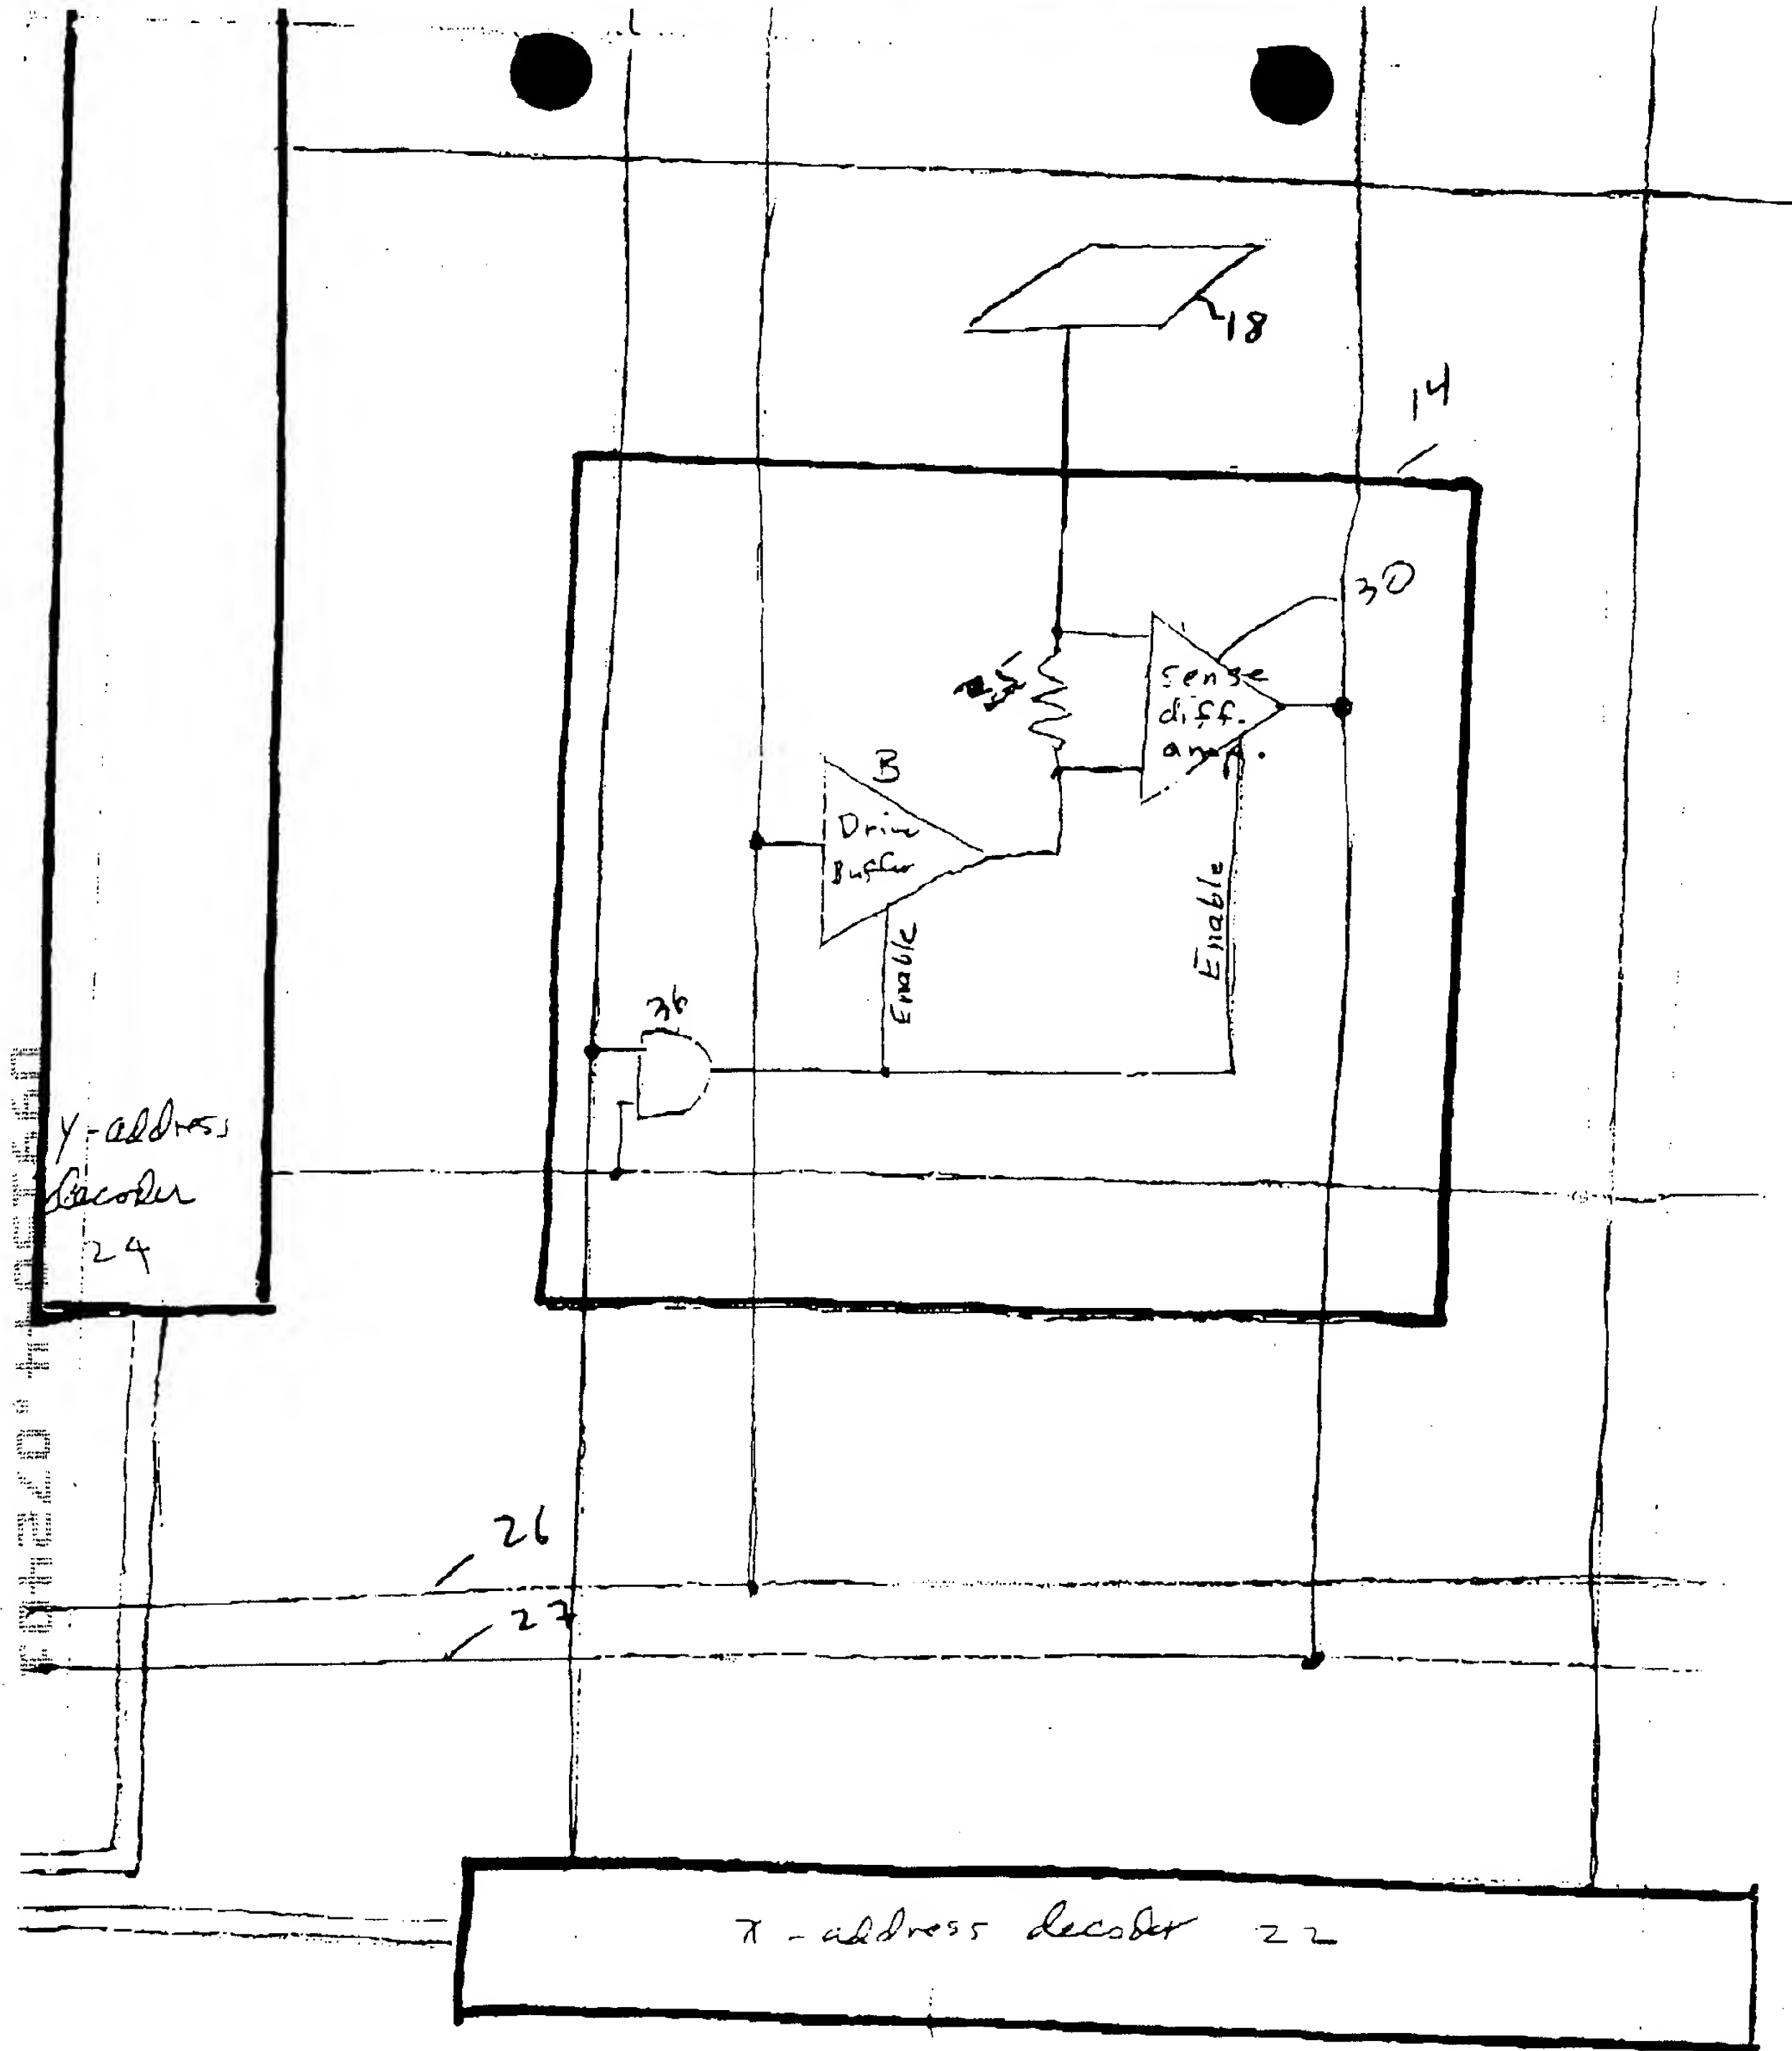 18
14
30
sense
diff.
amp.
B
Drive
Buffer
Enable
Enable
36
y-address
decoder
24
26
27
x-address decoder 22